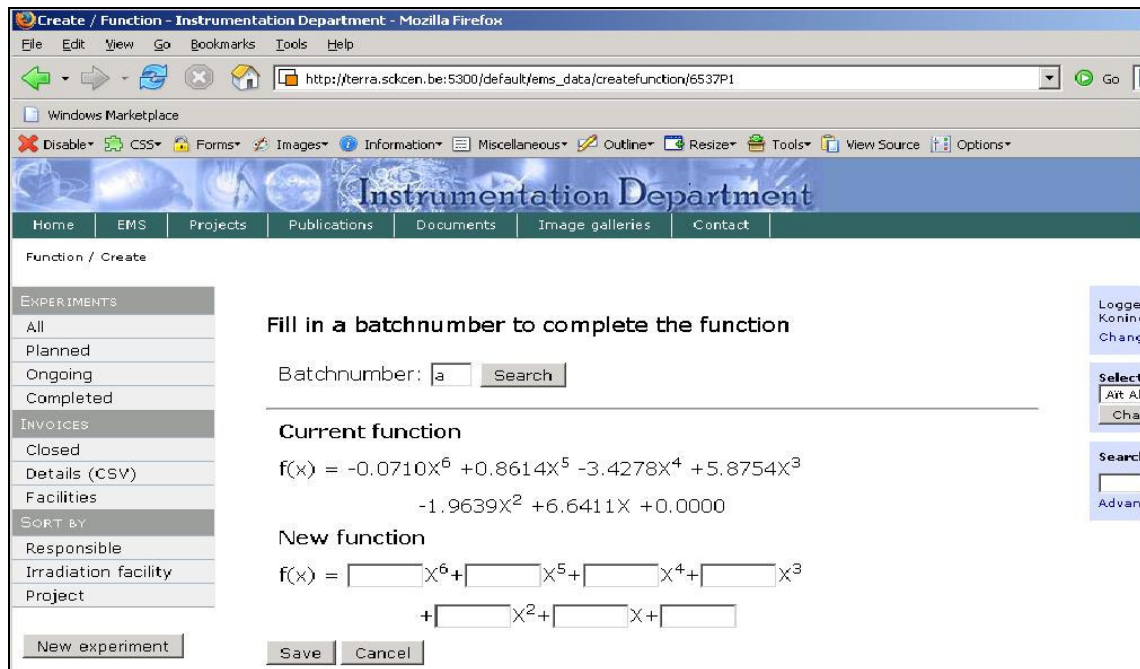 Create / Function - Instrumentation Department - Mozilla Firefox
File Edit View Go Bookmarks Tools Help
http://terra.sckcen.be:5300/default/ems_data/createfunction/6537P1 Go
Windows Marketplace
Disable CSS Forms Images Information Miscellaneous Outline Resize Tools View Source Options
Instrumentation Department
Home EMS Projects Publications Documents Image galleries Contact
Function / Create
EXPERIMENTS
All
Planned
Ongoing
Completed
INVOICES
Closed
Details (CSV)
Facilities
SORT BY
Responsible
Irradiation facility
Project
New experiment
Fill in a batchnumber to complete the function
Batchnumber: a Search
Current function
f(x) = -0.0710X⁶ +0.8614X⁵ -3.4278X⁴ +5.8754X³
-1.9639X² +6.6411X +0.0000
New function
f(x) = X⁶+ X⁵+ X⁴+ X³
+ X²+ X+
Save Cancel
Logge
Konin
Chang
Select
Aït Al
Cha
Search
Advan